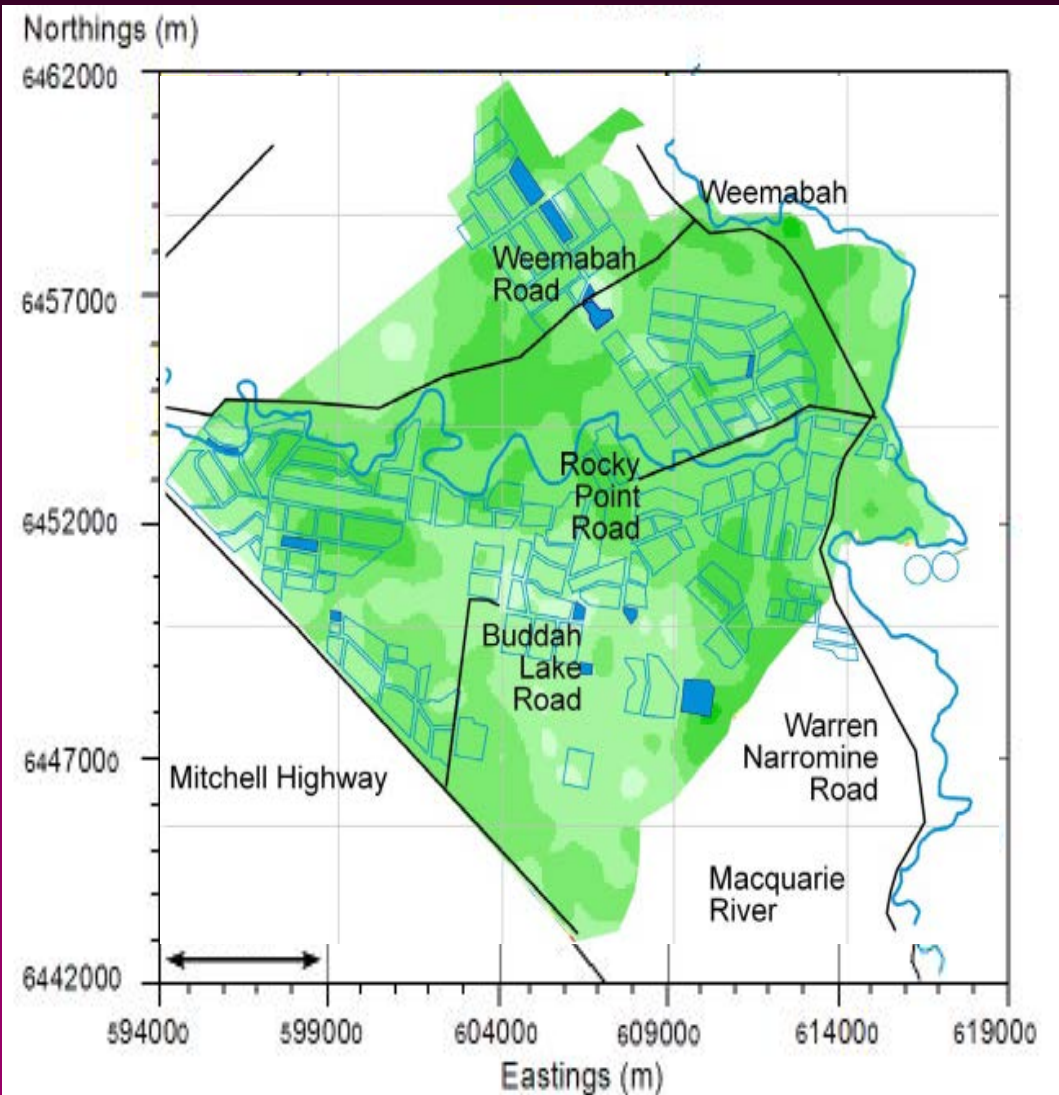 Northings (m)
6462000
Weemabah
Weemabah
Road
6457000
Rocky
Point
Road
6452000
Buddah
Lake
Road
Warren
Narromine
Road
6447000
Mitchell Highway
Macquarie
River
6442000
594000 599000 604000 609000 614000 619000
Eastings (m)